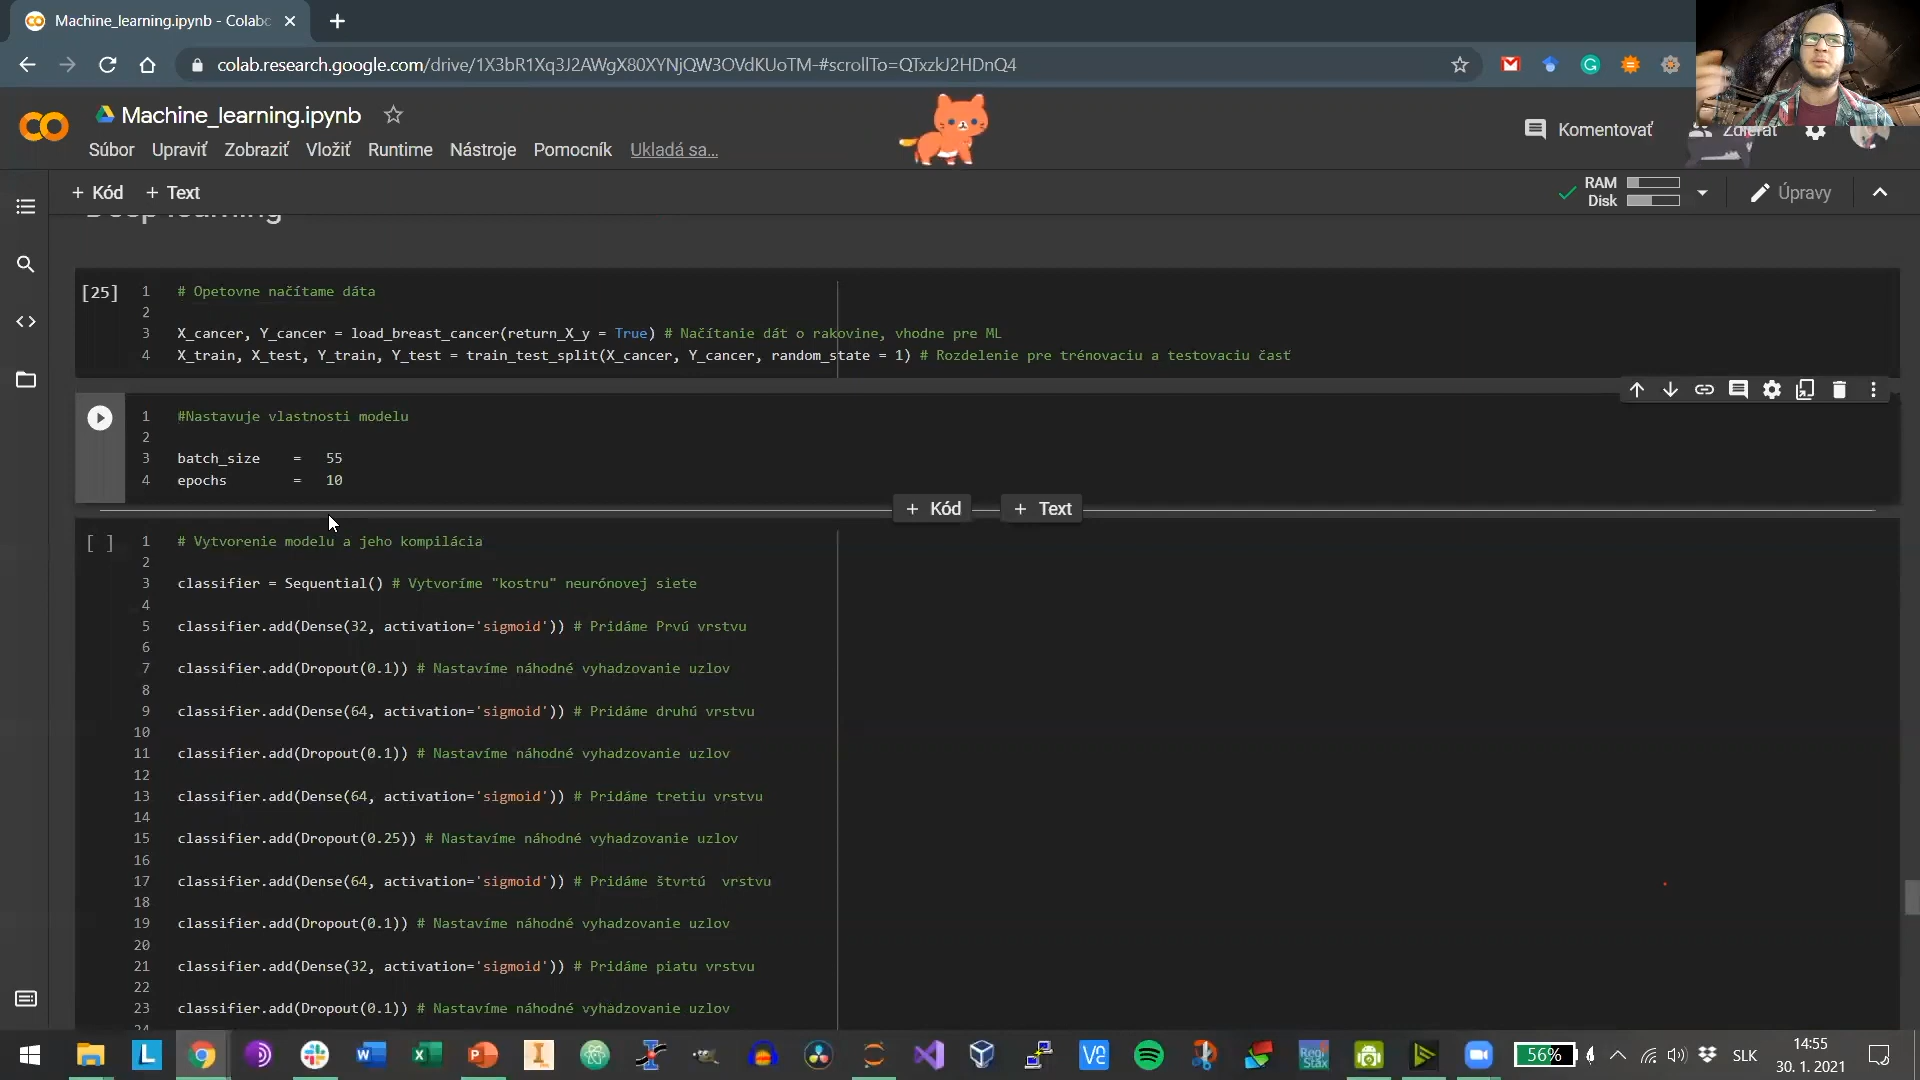 Machine_learning.ipynb - Colabc
colab.research.google.com/drive/1X3bR1Xq3J2AWgX80XYNjQW3OVdKUoTM-#scrollTo=QTxzkJ2HDnQ4
Machine_learning.ipynb
Komentovať
Zdieľať
Súbor Upraviť Zobraziť Vložiť Runtime Nástroje Pomocník Ukladá sa...
+ Kód + Text
RAM
Disk
Úpravy
Deep learning
[25]
1 # Opetovne načítame dáta
2
3 X_cancer, Y_cancer = load_breast_cancer(return_X_y = True) # Načítanie dát o rakovine, vhodne pre ML
4 X_train, X_test, Y_train, Y_test = train_test_split(X_cancer, Y_cancer, random_state = 1) # Rozdelenie pre trénovaciu a testovaciu časť
1 #Nastavuje vlastnosti modelu
2
3 batch_size = 55
4 epochs = 10
+ Kód + Text
[ ]
1 # Vytvorenie modelu a jeho kompilácia
2
3 classifier = Sequential() # Vytvoríme "kostru" neurónovej siete
4
5 classifier.add(Dense(32, activation='sigmoid')) # Pridáme Prvú vrstvu
6
7 classifier.add(Dropout(0.1)) # Nastavíme náhodné vyhadzovanie uzlov
8
9 classifier.add(Dense(64, activation='sigmoid')) # Pridáme druhú vrstvu
10
11 classifier.add(Dropout(0.1)) # Nastavíme náhodné vyhadzovanie uzlov
12
13 classifier.add(Dense(64, activation='sigmoid')) # Pridáme tretiu vrstvu
14
15 classifier.add(Dropout(0.25)) # Nastavíme náhodné vyhadzovanie uzlov
16
17 classifier.add(Dense(64, activation='sigmoid')) # Pridáme štvrtú vrstvu
18
19 classifier.add(Dropout(0.1)) # Nastavíme náhodné vyhadzovanie uzlov
20
21 classifier.add(Dense(32, activation='sigmoid')) # Pridáme piatu vrstvu
22
23 classifier.add(Dropout(0.1)) # Nastavíme náhodné vyhadzovanie uzlov
24
56%
SLK
14:55
30. 1. 2021